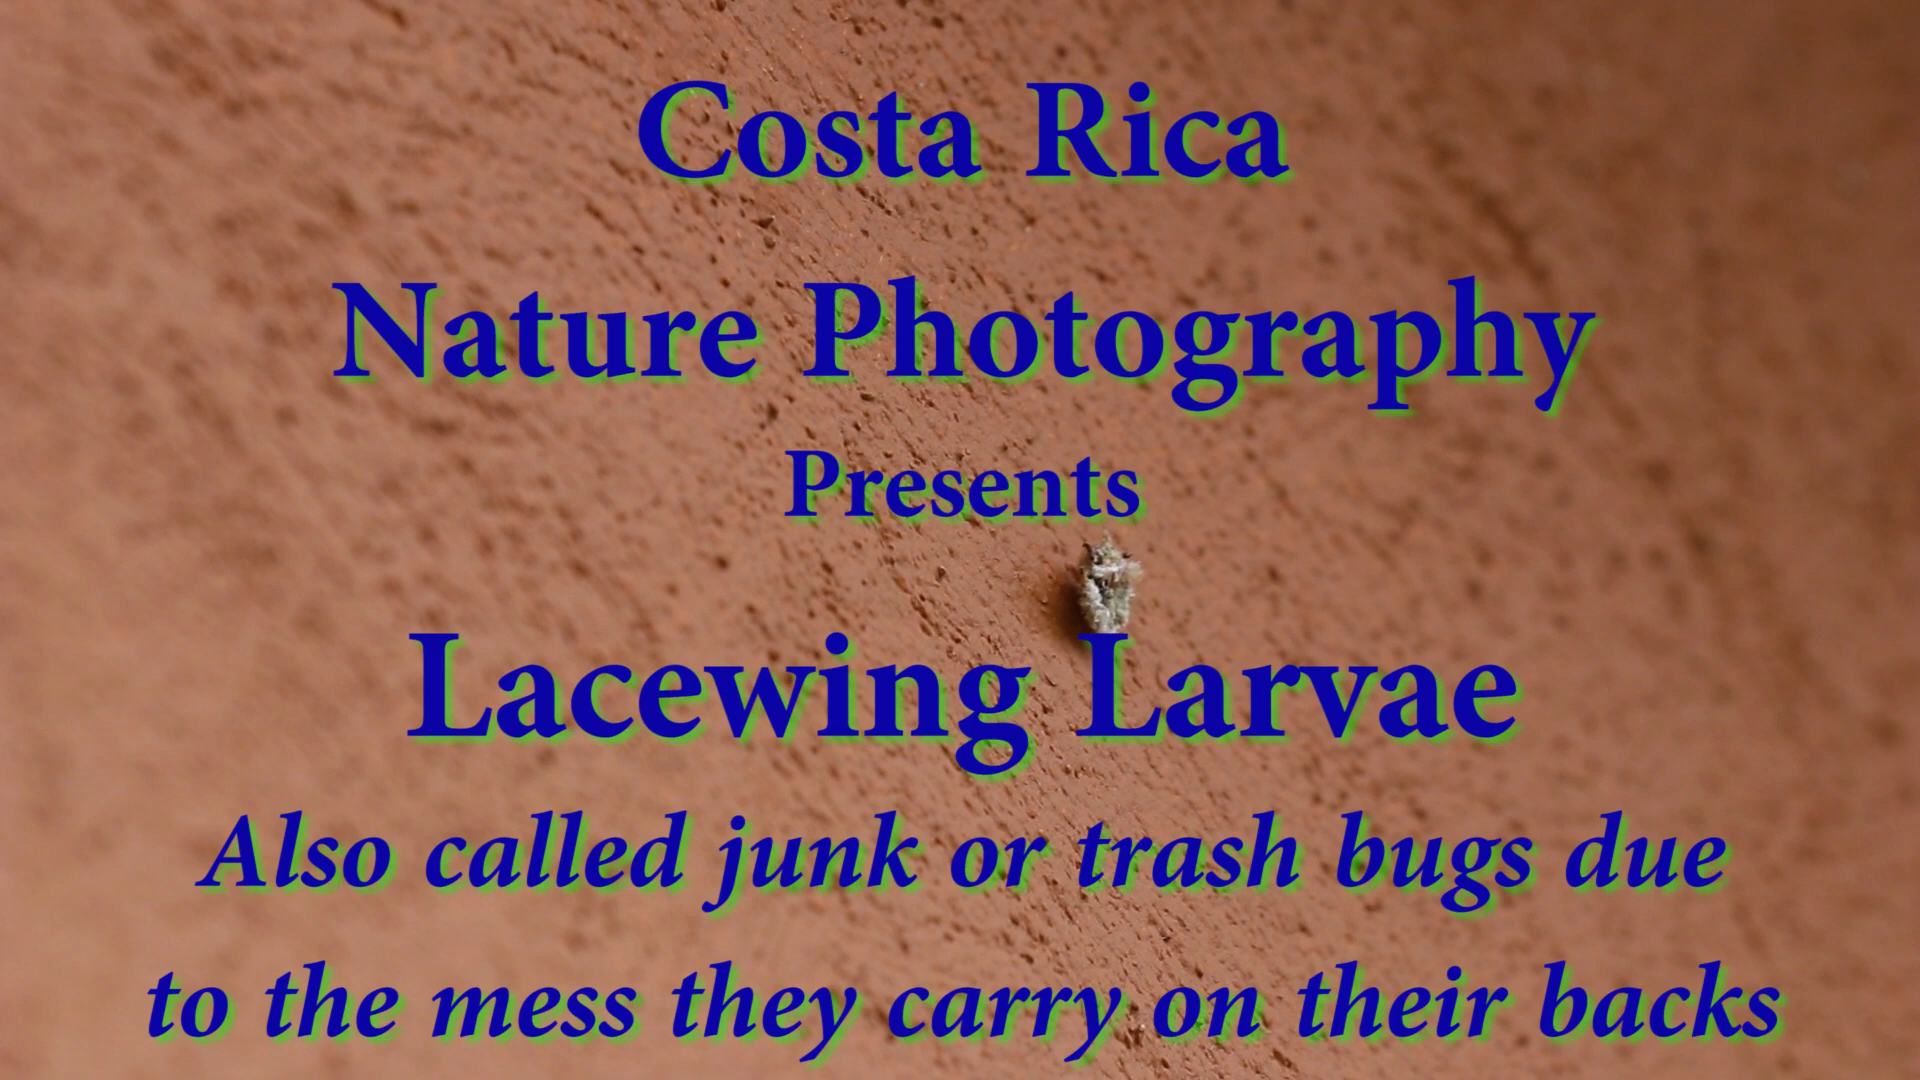 Costa Rica
Nature Photography
Presents
Lacewing Larvae
Also called junk or trash bugs due
to the mess they carry on their backs